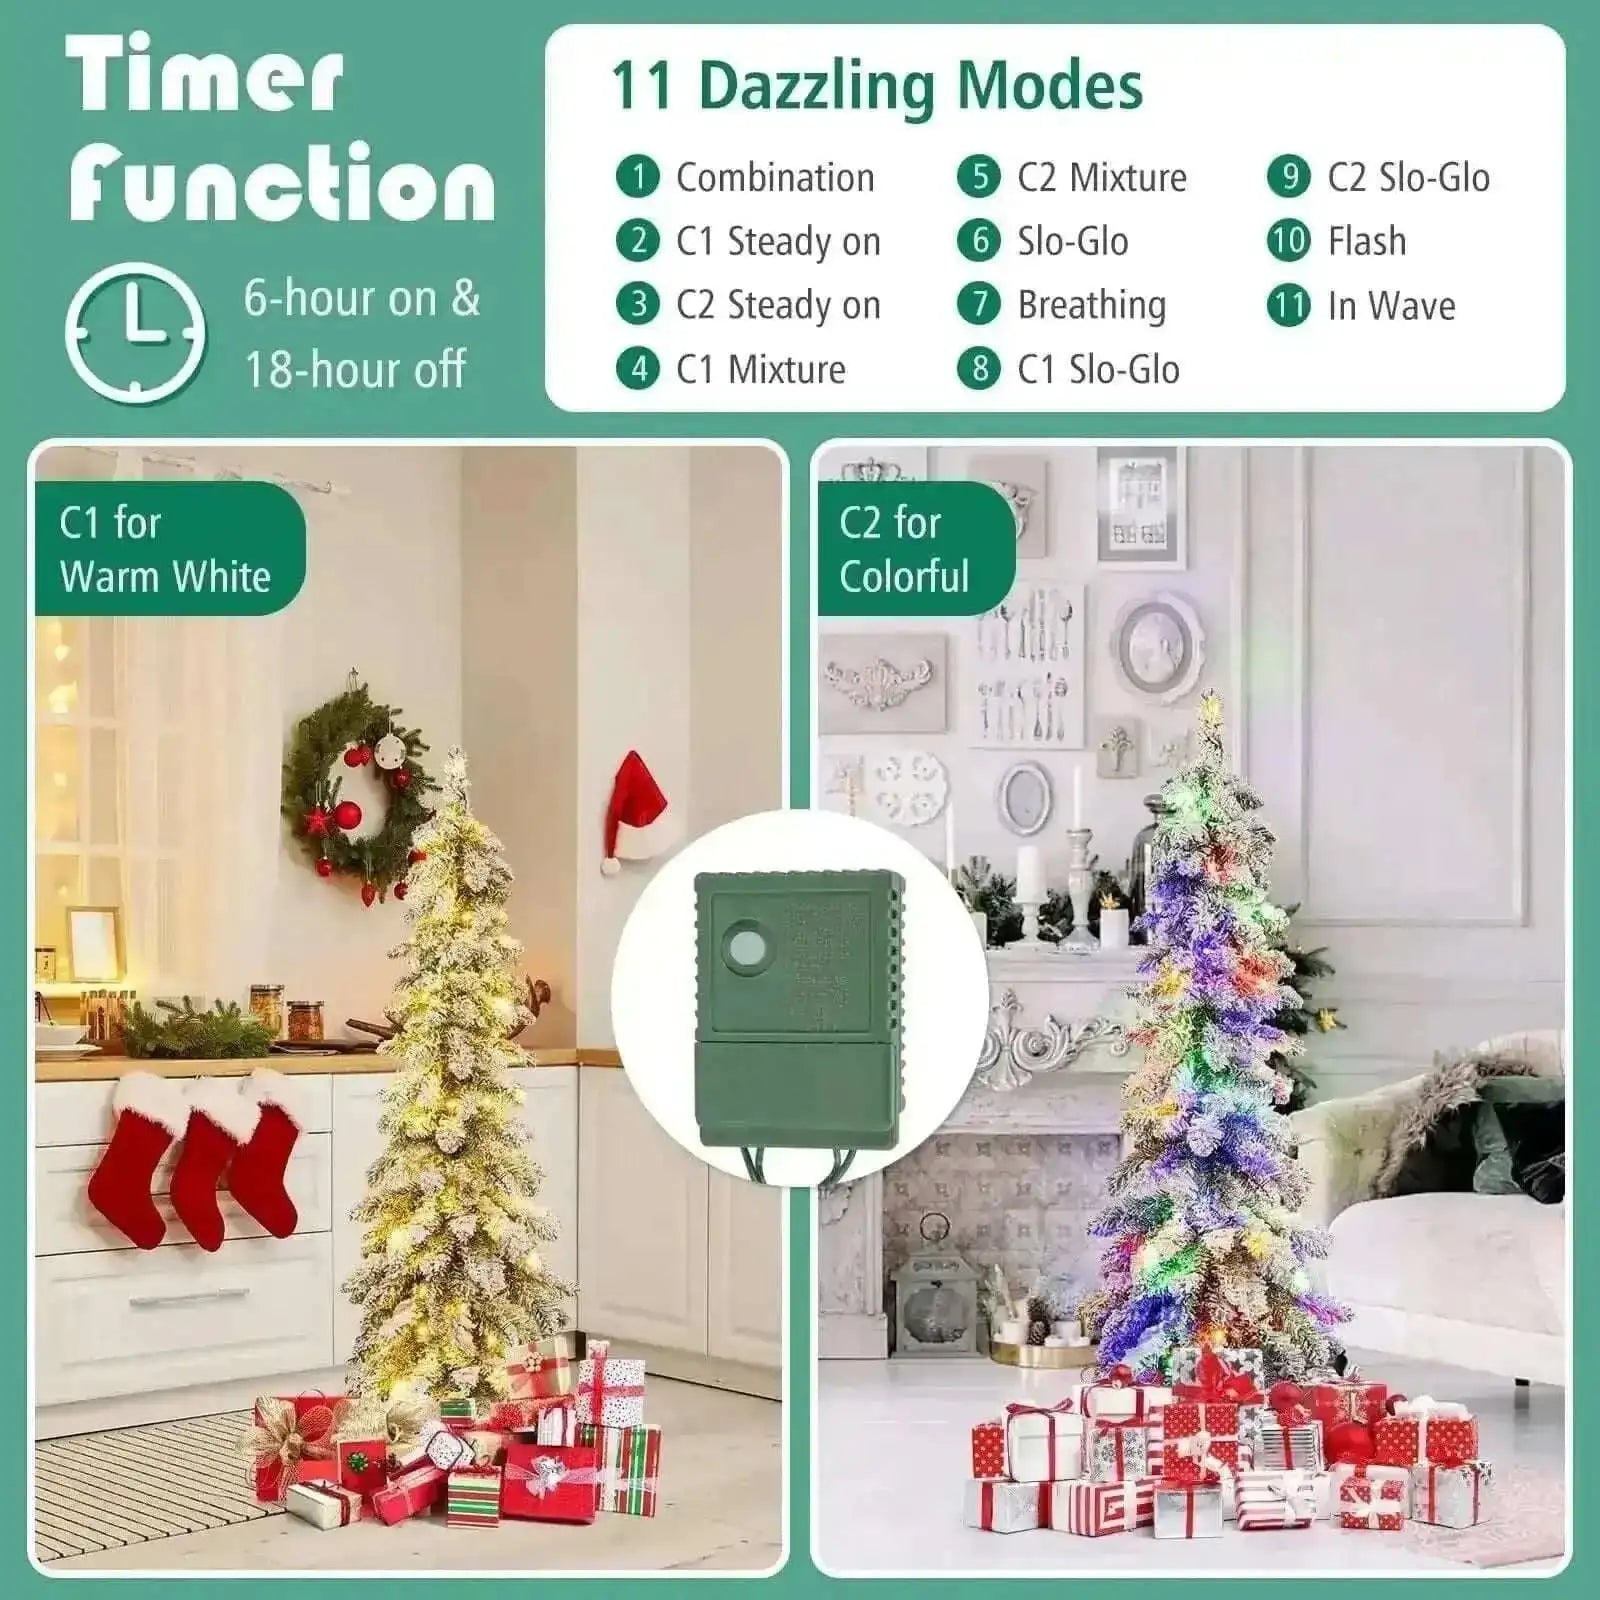 Timer
Function
6-hour on &
18-hour off
11 Dazzling Modes
1 Combination
2 C1 Steady on
3 C2 Steady on
4 C1 Mixture
5 C2 Mixture
6 Slo-Glo
7 Breathing
8 C1 Slo-Glo
9 C2 Slo-Glo
10 Flash
11 In Wave
C1 for
Warm White
C2 for
Colorful